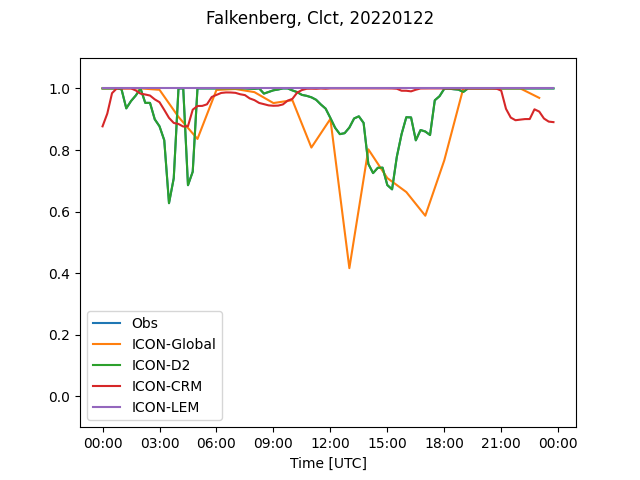 Falkenberg, Clct, 20220122
1.0
0.8
0.6
0.4
0.2
0.0
Obs
ICON-Global
ICON-D2
ICON-CRM
ICON-LEM
00:00 03:00 06:00 09:00 12:00 15:00 18:00 21:00 00:00
Time [UTC]